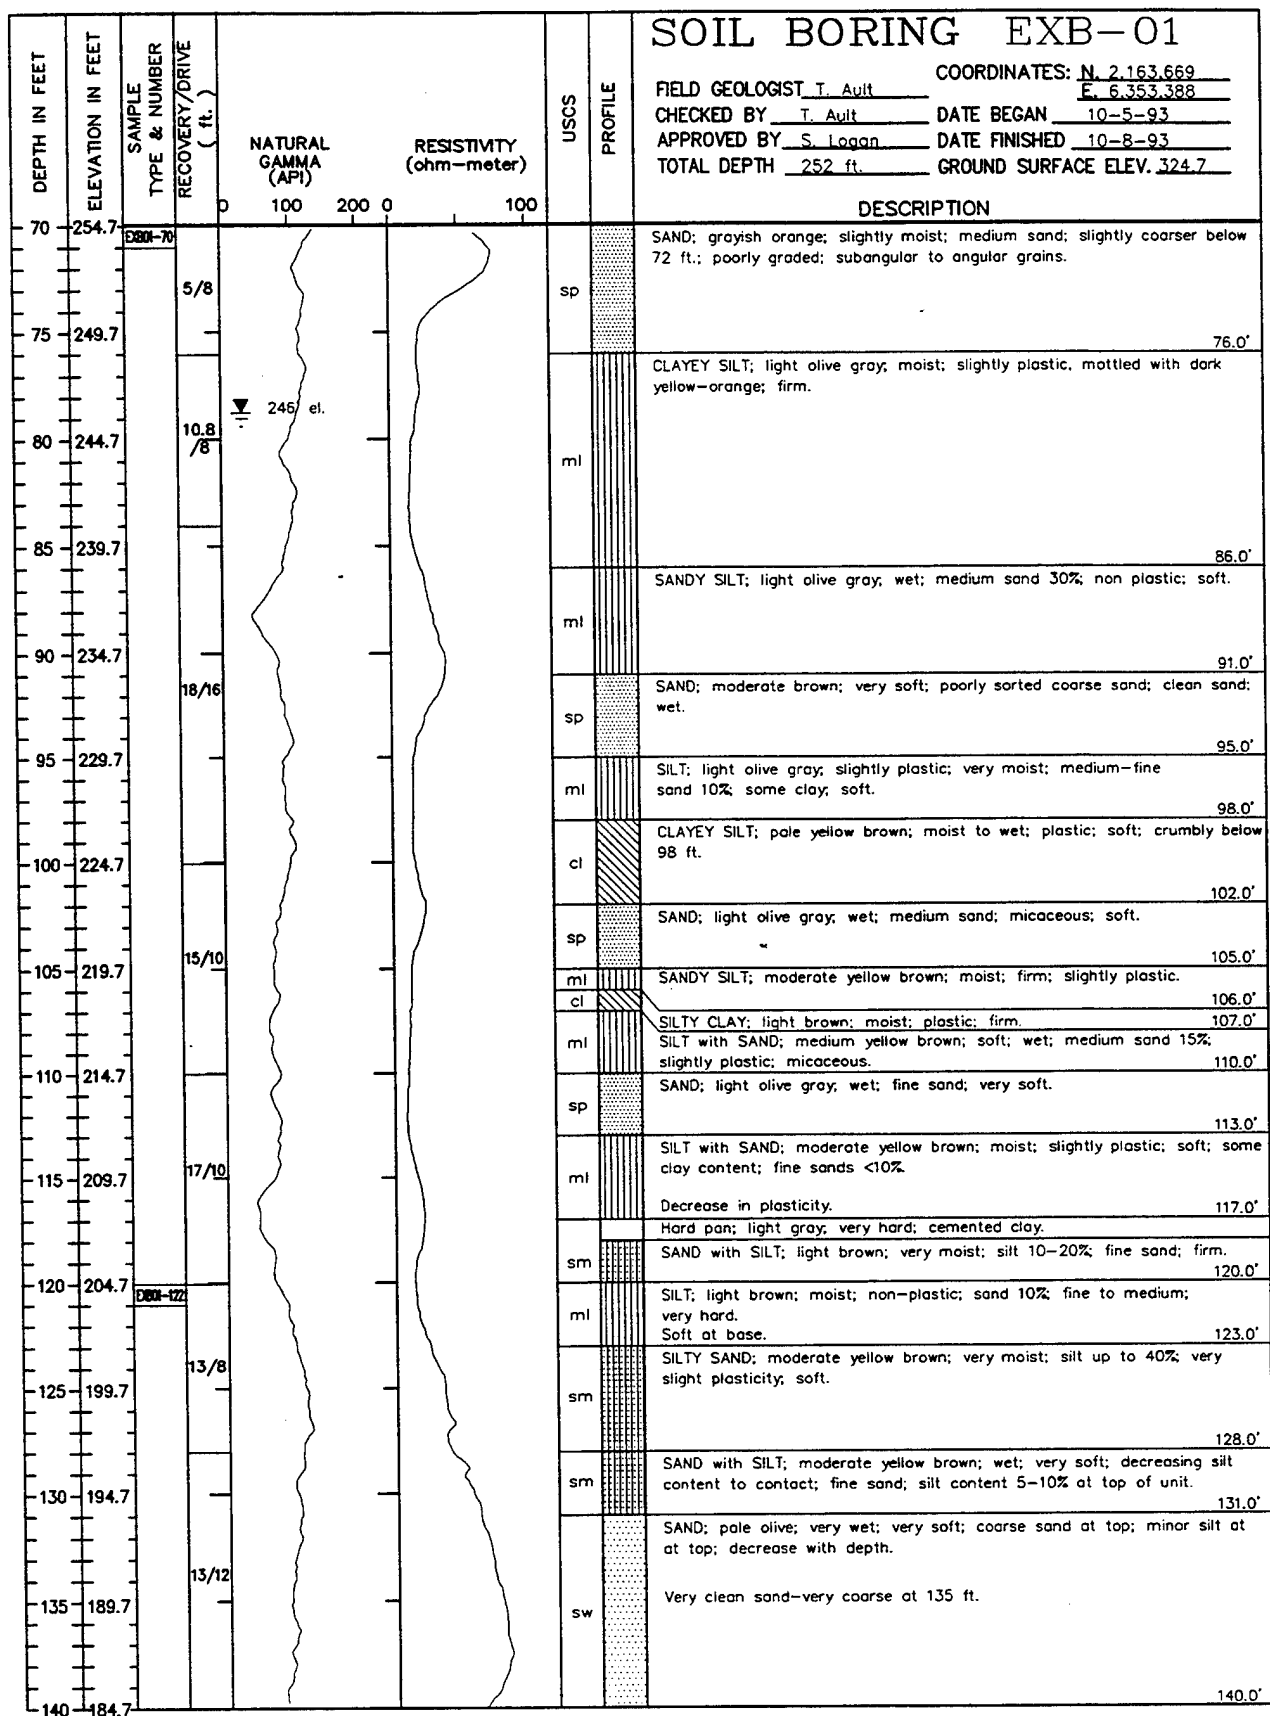 SOIL BORING EXB-01
COORDINATES: N. 2,163,669
E. 6,353,388
FIELD GEOLOGIST T. Ault
CHECKED BY T. Ault DATE BEGAN 10-5-93
APPROVED BY S. Logan DATE FINISHED 10-8-93
TOTAL DEPTH 252 ft. GROUND SURFACE ELEV. 324.7
DEPTH IN FEET
ELEVATION IN FEET
SAMPLE
TYPE & NUMBER
RECOVERY/DRIVE
( ft. )
NATURAL
GAMMA
(API)
0 100 200
RESISTIVITY
(ohm-meter)
0 100
USCS
PROFILE
DESCRIPTION
70 254.7
EXB01-70
5/8
sp
SAND; grayish orange; slightly moist; medium sand; slightly coarser below
72 ft.; poorly graded; subangular to angular grains.
75 249.7
76.0'
CLAYEY SILT; light olive gray; moist; slightly plastic, mottled with dark
yellow-orange; firm.
246 el.
10.8
/8
80 244.7
ml
85 239.7
86.0'
SANDY SILT; light olive gray; wet; medium sand 30%; non plastic; soft.
ml
90 234.7
91.0'
18/16
SAND; moderate brown; very soft; poorly sorted coarse sand; clean sand;
wet.
sp
95 229.7
95.0'
SILT; light olive gray; slightly plastic; very moist; medium-fine
sand 10%; some clay; soft.
ml
98.0'
CLAYEY SILT; pale yellow brown; moist to wet; plastic; soft; crumbly below
98 ft.
100 224.7
cl
102.0'
SAND; light olive gray; wet; medium sand; micaceous; soft.
sp
15/10
105 219.7
105.0'
ml
SANDY SILT; moderate yellow brown; moist; firm; slightly plastic.
106.0'
cl
SILTY CLAY; light brown; moist; plastic; firm.
107.0'
ml
SILT with SAND; medium yellow brown; soft; wet; medium sand 15%;
slightly plastic; micaceous.
110.0'
110 214.7
SAND; light olive gray; wet; fine sand; very soft.
sp
113.0'
SILT with SAND; moderate yellow brown; moist; slightly plastic; soft; some
clay content; fine sands <10%.
17/10
115 209.7
ml
Decrease in plasticity.
117.0'
Hard pan; light gray; very hard; cemented clay.
sm
SAND with SILT; light brown; very moist; silt 10-20%; fine sand; firm.
120.0'
120 204.7
EXB01-122
SILT; light brown; moist; non-plastic; sand 10%; fine to medium;
very hard.
ml
Soft at base.
123.0'
13/8
SILTY SAND; moderate yellow brown; very moist; silt up to 40%; very
slight plasticity; soft.
125 199.7
sm
128.0'
SAND with SILT; moderate yellow brown; wet; very soft; decreasing silt
content to contact; fine sand; silt content 5-10% at top of unit.
sm
130 194.7
131.0'
SAND; pale olive; very wet; very soft; coarse sand at top; minor silt at
at top; decrease with depth.
13/12
Very clean sand-very coarse at 135 ft.
135 189.7
sw
140.0'
140 184.7